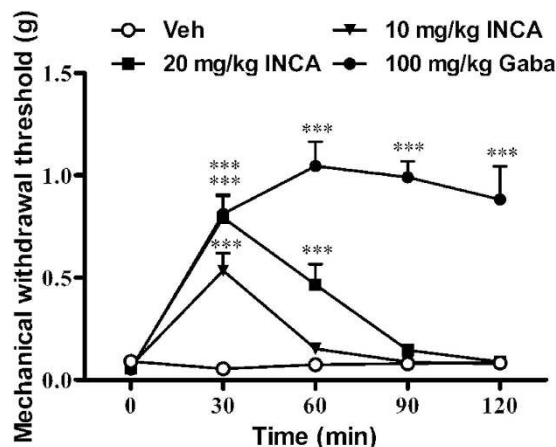 Veh 10 mg/kg INCA
20 mg/kg INCA 100 mg/kg Gaba
Mechanical withdrawal threshold (g)
1.5
1.0
0.5
0.0
***
***
***
***
***
***
***
0 30 60 90 120
Time (min)